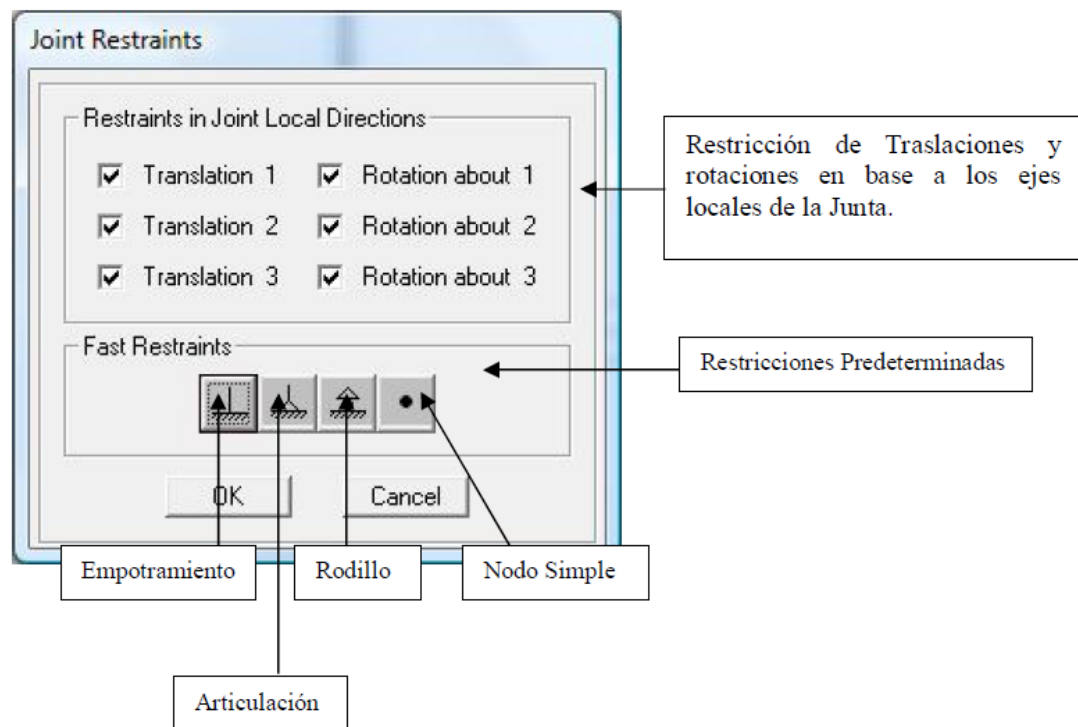 Joint Restraints
Restraints in Joint Local Directions
Translation 1
Rotation about 1
Translation 2
Rotation about 2
Translation 3
Rotation about 3
Restricción de Traslaciones y
rotaciones en base a los ejes
locales de la Junta.
Fast Restraints
Restricciones Predeterminadas
OK
Cancel
Empotramiento
Rodillo
Nodo Simple
Articulación